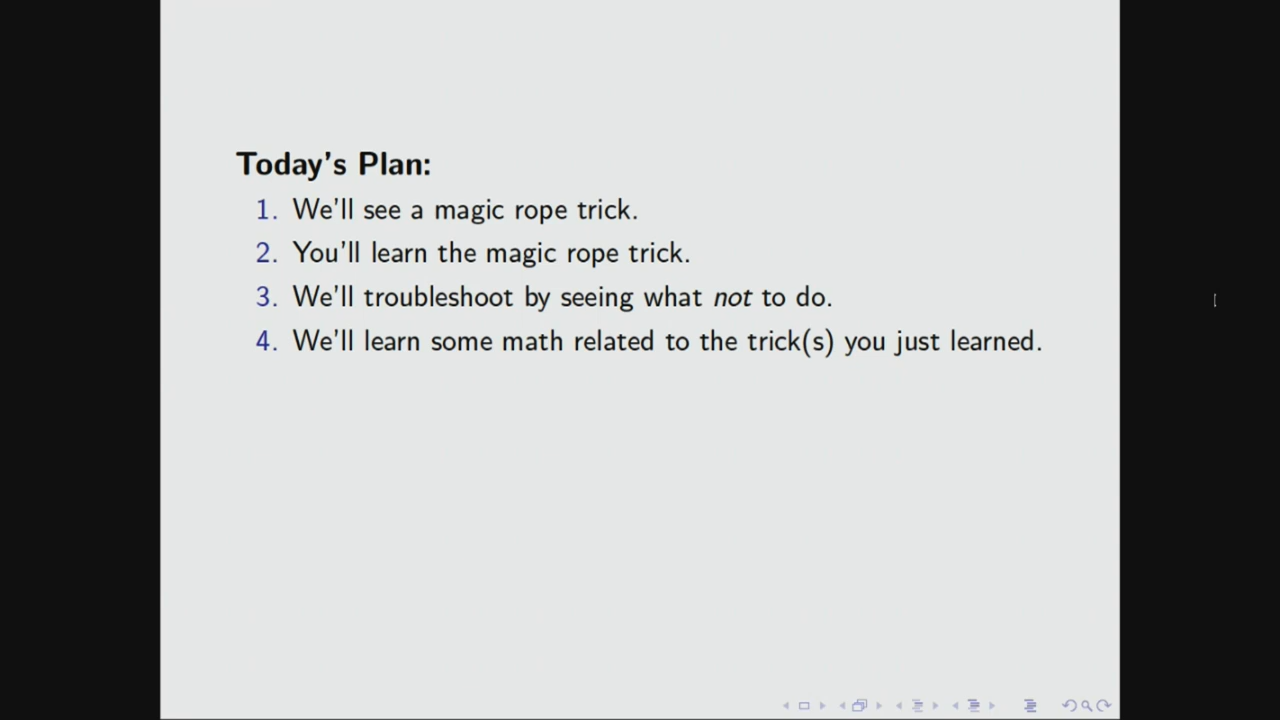 Today's Plan:
1. We'll see a magic rope trick.
2. You'll learn the magic rope trick.
3. We'll troubleshoot by seeing what not to do.
4. We'll learn some math related to the trick(s) you just learned.